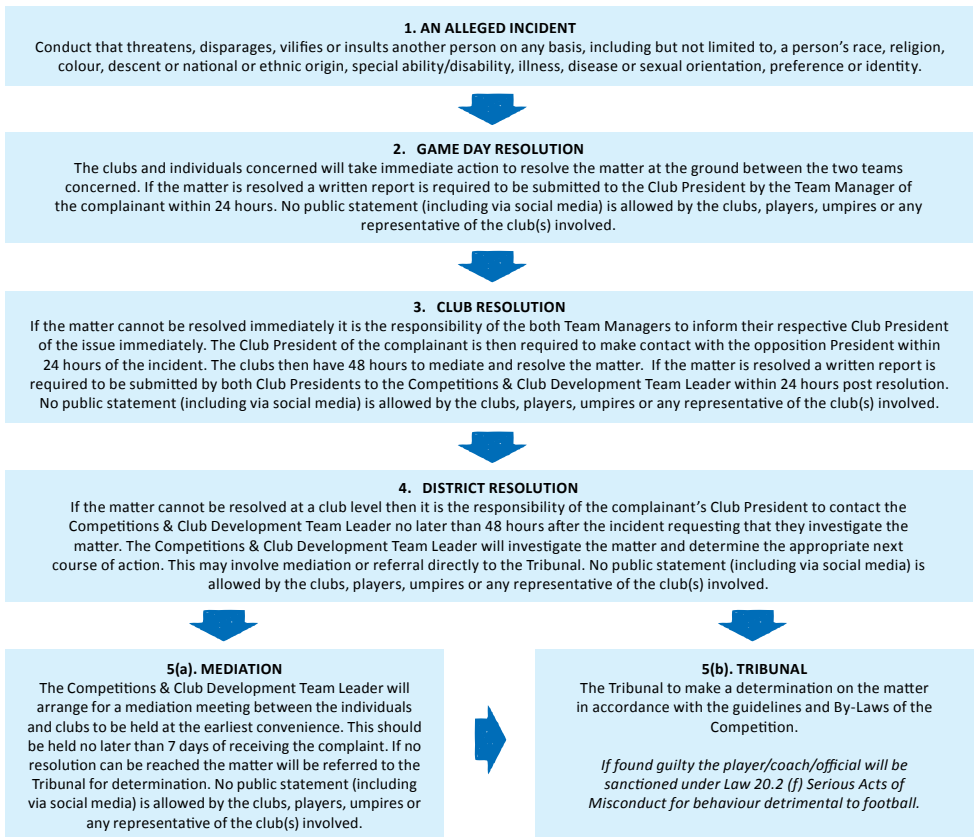 1. AN ALLEGED INCIDENT
Conduct that threatens, disparages, vilifies or insults another person on any basis, including but not limited to, a person's race, religion,
colour, descent or national or ethnic origin, special ability/disability, illness, disease or sexual orientation, preference or identity.
2. GAME DAY RESOLUTION
The clubs and individuals concerned will take immediate action to resolve the matter at the ground between the two teams
concerned. If the matter is resolved a written report is required to be submitted to the Club President by the Team Manager of
the complainant within 24 hours. No public statement (including via social media) is allowed by the clubs, players, umpires or any
representative of the club(s) involved.
3. CLUB RESOLUTION
If the matter cannot be resolved immediately it is the responsibility of the both Team Managers to inform their respective Club President
of the issue immediately. The Club President of the complainant is then required to make contact with the opposition President within
24 hours of the incident. The clubs then have 48 hours to mediate and resolve the matter. If the matter is resolved a written report is
required to be submitted by both Club Presidents to the Competitions & Club Development Team Leader within 24 hours post resolution.
No public statement (including via social media) is allowed by the clubs, players, umpires or any representative of the club(s) involved.
4. DISTRICT RESOLUTION
If the matter cannot be resolved at a club level then it is the responsibility of the complainant's Club President to contact the
Competitions & Club Development Team Leader no later than 48 hours after the incident requesting that they investigate the
matter. The Competitions & Club Development Team Leader will investigate the matter and determine the appropriate next
course of action. This may involve mediation or referral directly to the Tribunal. No public statement (including via social media) is
allowed by the clubs, players, umpires or any representative of the club(s) involved.
5(a). MEDIATION
The Competitions & Club Development Team Leader will
arrange for a mediation meeting between the individuals
and clubs to be held at the earliest convenience. This should
be held no later than 7 days of receiving the complaint. If no
resolution can be reached the matter will be referred to the
Tribunal for determination. No public statement (including
via social media) is allowed by the clubs, players, umpires or
any representative of the club(s) involved.
5(b). TRIBUNAL
The Tribunal to make a determination on the matter
in accordance with the guidelines and By-Laws of the
Competition.
If found guilty the player/coach/official will be
sanctioned under Law 20.2 (f) Serious Acts of
Misconduct for behaviour detrimental to football.